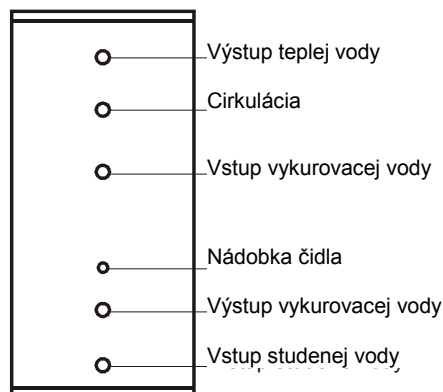 Výstup teplej vody
Cirkulácia
Vstup vykurovacej vody
Nádobka čidla
Výstup vykurovacej vody
Vstup studenej vody